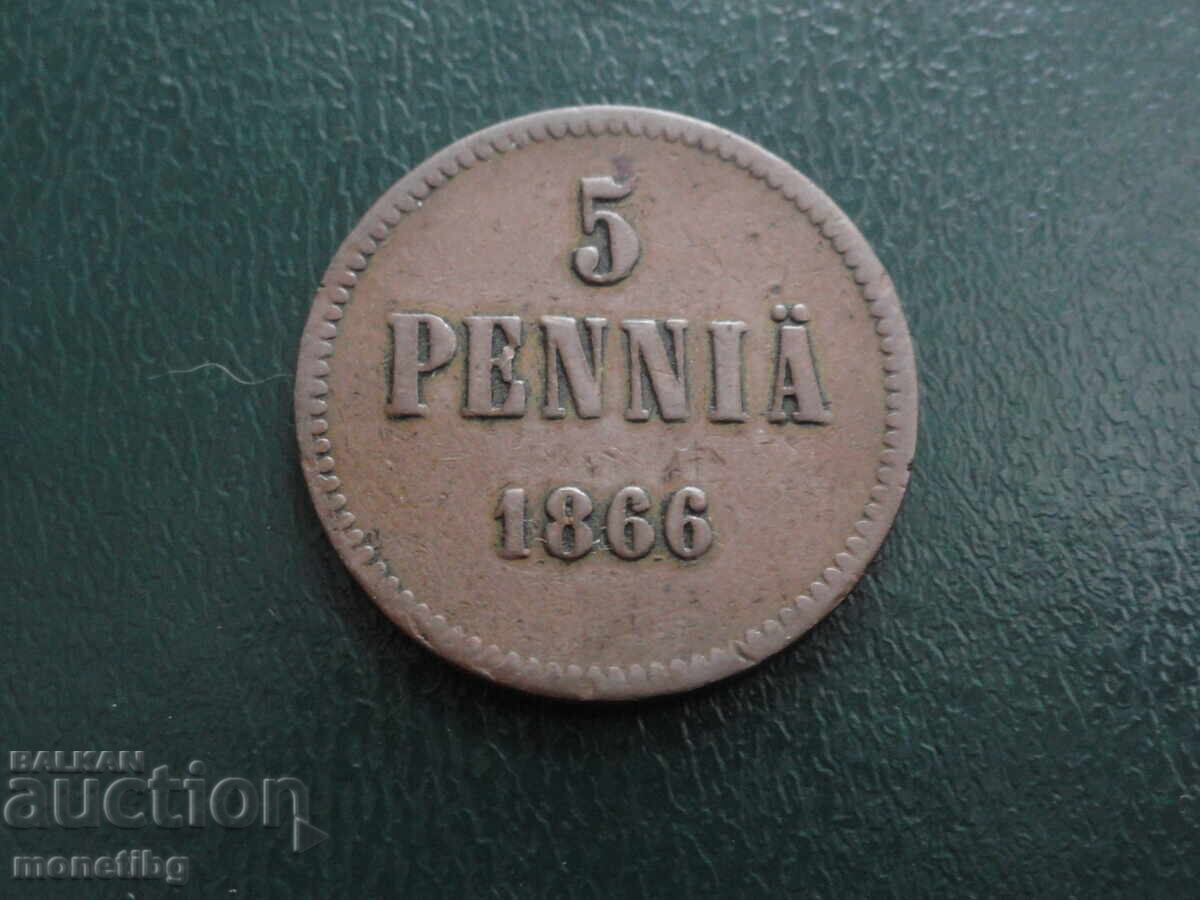 5
PENNIÄ
1866
BALKAN
auction
monetibg